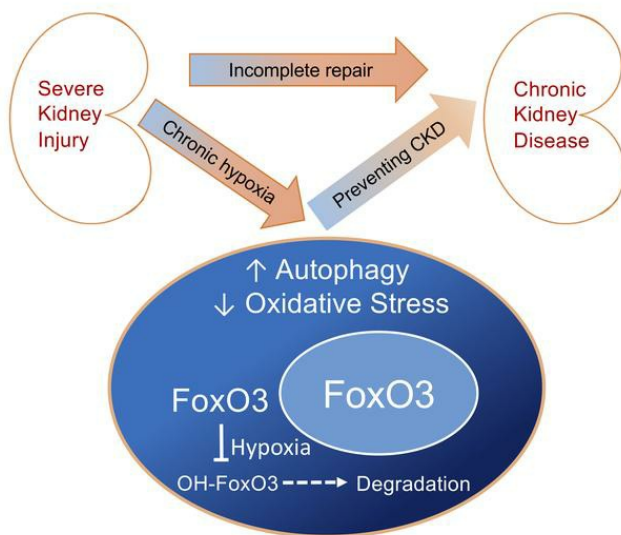 Severe
Kidney
Injury
Incomplete repair
Chronic
Kidney
Disease
Chronic hypoxia
Preventing CKD
↑ Autophagy
↓ Oxidative Stress
FoxO3
FoxO3
Hypoxia
OH-FoxO3
Degradation